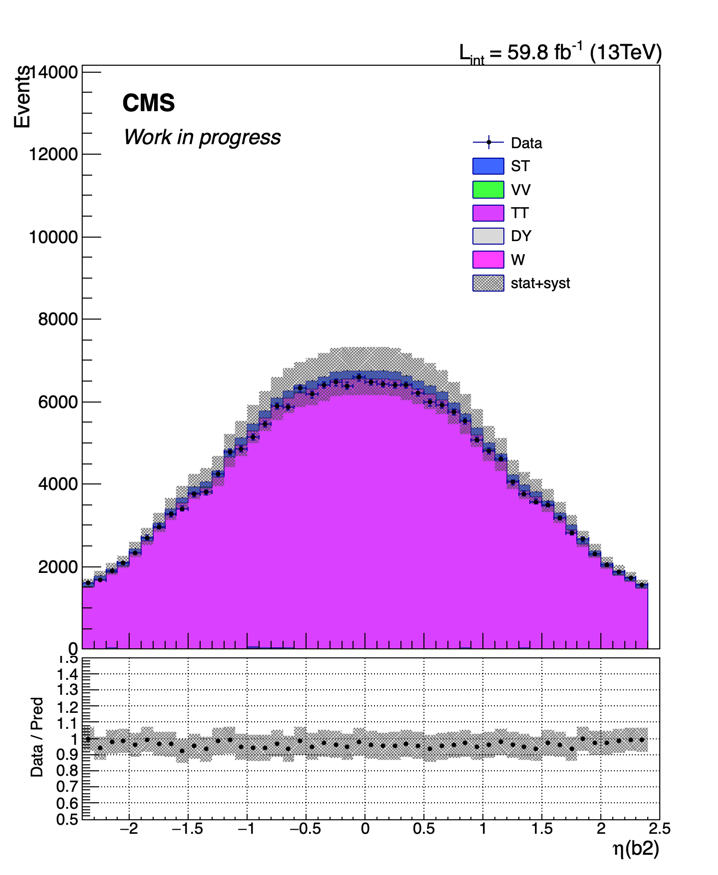 L_int = 59.8 fb⁻¹ (13TeV)
Events
14000
CMS
Work in progress
Data
12000
ST
VV
TT
10000
DY
W
stat+syst
8000
6000
4000
2000
0
Data / Pred
1.5
1.4
1.3
1.2
1.1
1
0.9
0.8
0.7
0.6
0.5
−2 −1.5 −1 −0.5 0 0.5 1 1.5 2 2.5
η(b2)